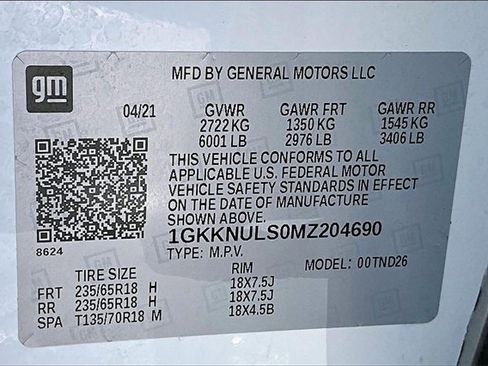 gm
MFD BY GENERAL MOTORS LLC
04/21 GVWR GAWR FRT GAWR RR
2722 KG 1350 KG 1545 KG
6001 LB 2976 LB 3406 LB
THIS VEHICLE CONFORMS TO ALL
APPLICABLE U.S. FEDERAL MOTOR
VEHICLE SAFETY STANDARDS IN EFFECT
ON THE DATE OF MANUFACTURE
SHOWN ABOVE.
1GKKNULS0MZ204690
8624 TYPE: M.P.V. MODEL: 00TND26
TIRE SIZE RIM
FRT 235/65R18 H 18X7.5J
RR 235/65R18 H 18X7.5J
SPA T135/70R18 M 18X4.5B